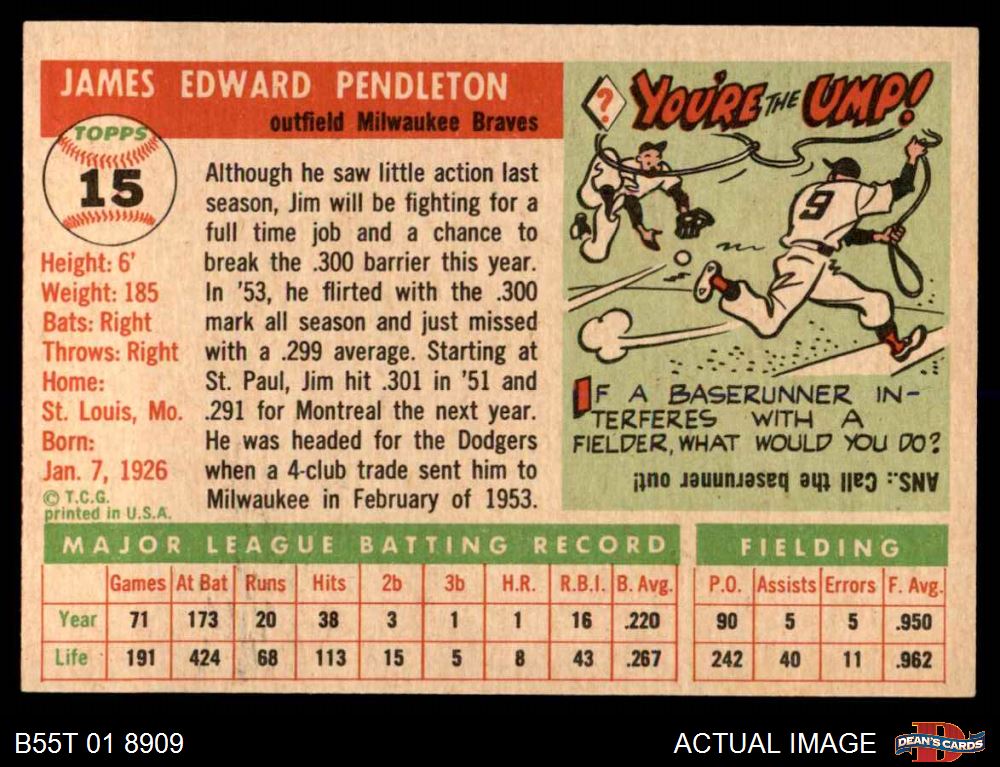 JAMES EDWARD PENDLETON
outfield Milwaukee Braves
TOPPS
15
Height: 6'
Weight: 185
Bats: Right
Throws: Right
Home:
St. Louis, Mo.
Born:
Jan. 7, 1926
© T.C.G.
printed in U.S.A.
Although he saw little action last
season, Jim will be fighting for a
full time job and a chance to
break the .300 barrier this year.
In '53, he flirted with the .300
mark all season and just missed
with a .299 average. Starting at
St. Paul, Jim hit .301 in '51 and
.291 for Montreal the next year.
He was headed for the Dodgers
when a 4-club trade sent him to
Milwaukee in February of 1953.
? YOU'RE THE UMP!
9
IF A BASERUNNER IN-
TERFERES WITH A
FIELDER, WHAT WOULD YOU DO?
ANS.: Call the baserunner out!
MAJOR LEAGUE BATTING RECORD
Games At Bat Runs Hits 2b 3b H.R. R.B.I. B. Avg.
Year 71 173 20 38 3 1 1 16 .220
Life 191 424 68 113 15 5 8 43 .267
FIELDING
P.O. Assists Errors F. Avg.
90 5 5 .950
242 40 11 .962
B55T 01 8909
ACTUAL IMAGE
D
DEAN'S CARDS